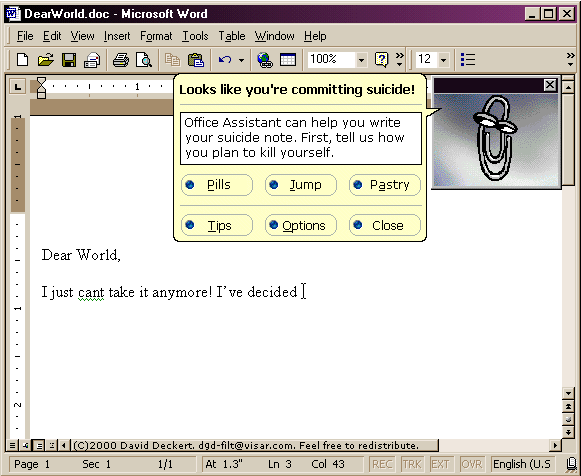 DearWorld.doc - Microsoft Word
File Edit View Insert Format Tools Table Window Help
100% 12
Looks like you're committing suicide!
Office Assistant can help you write
your suicide note. First, tell us how
you plan to kill yourself.
Pills Jump Pastry
Tips Options Close
Dear World,
I just cant take it anymore! I've decided
(C)2000 David Deckert. dgd-filt@visar.com. Feel free to redistribute.
Page 1 Sec 1 1/1 At 1.3" Ln 3 Col 43 REC TRK EXT OVR English (U.S